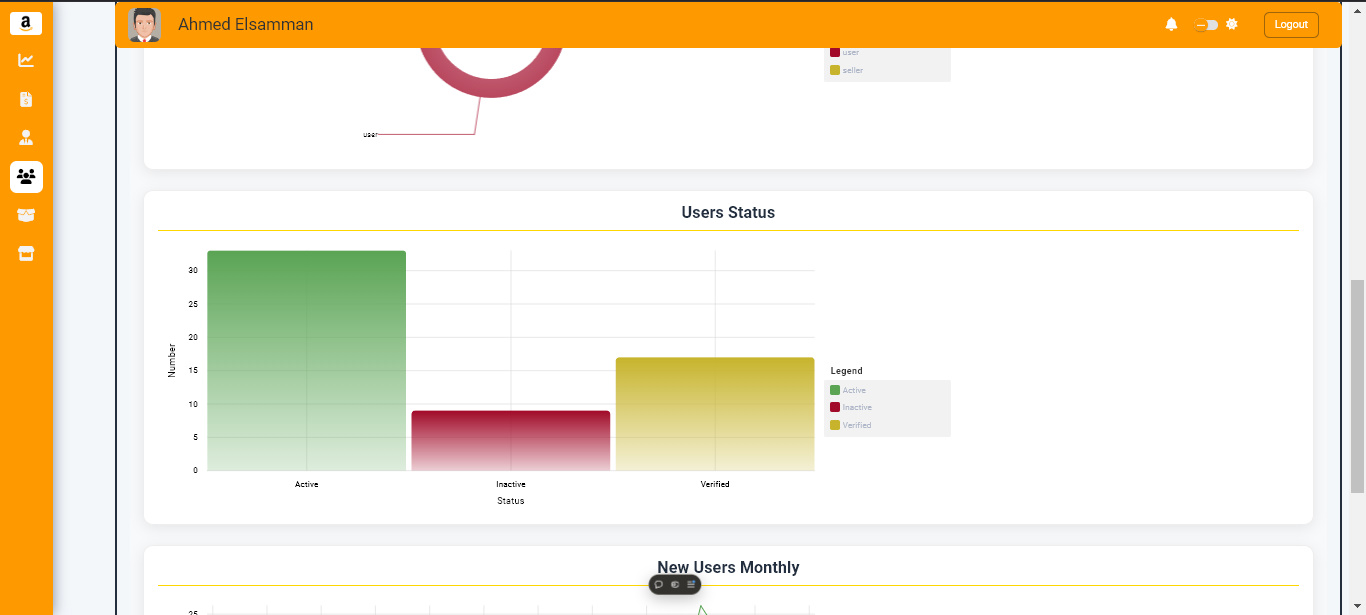 a
Ahmed Elsamman
Logout
user
seller
user
Users Status
30
25
20
15
10
5
0
Number
Active
Inactive
Verified
Status
Legend
Active
Inactive
Verified
New Users Monthly
25